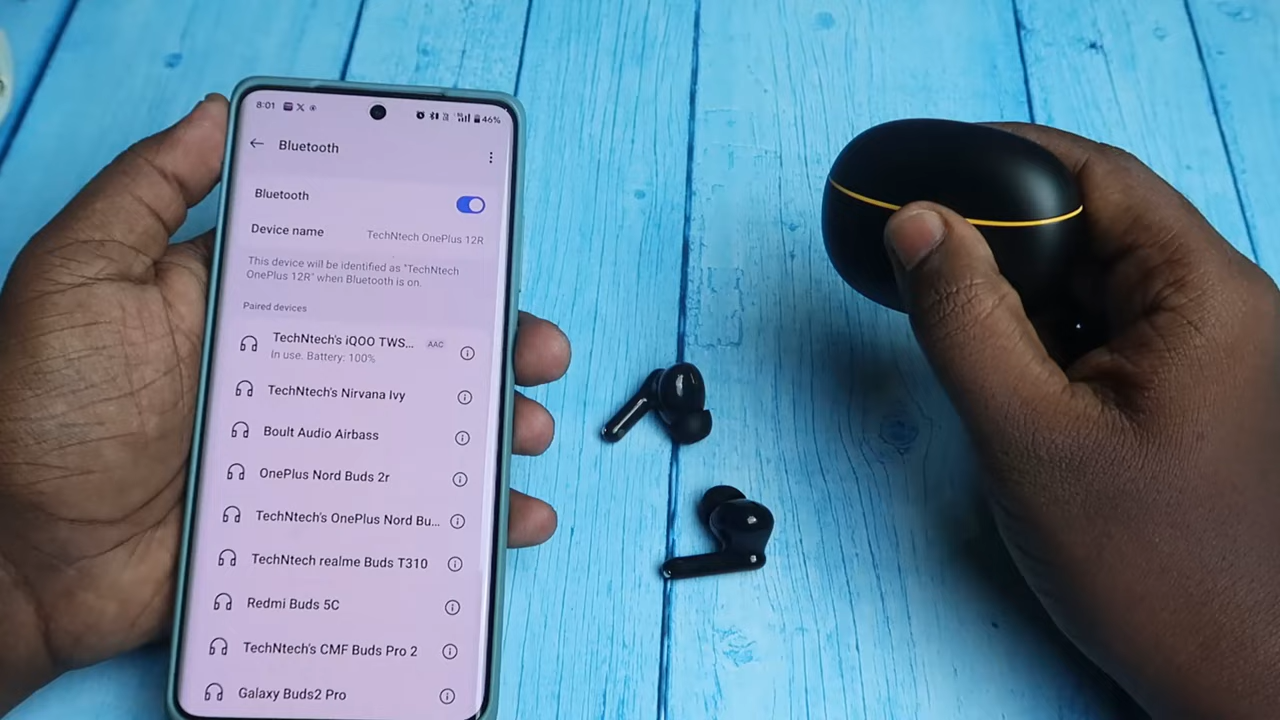 8:01 46%
Bluetooth
Bluetooth
Device name TechNtech OnePlus 12R
This device will be identified as "TechNtech
OnePlus 12R" when Bluetooth is on.
Paired devices
TechNtech's iQOO TWS... AAC
In use. Battery: 100%
TechNtech's Nirvana Ivy
Boult Audio Airbass
OnePlus Nord Buds 2r
TechNtech's OnePlus Nord Bu...
TechNtech realme Buds T310
Redmi Buds 5C
TechNtech's CMF Buds Pro 2
Galaxy Buds2 Pro